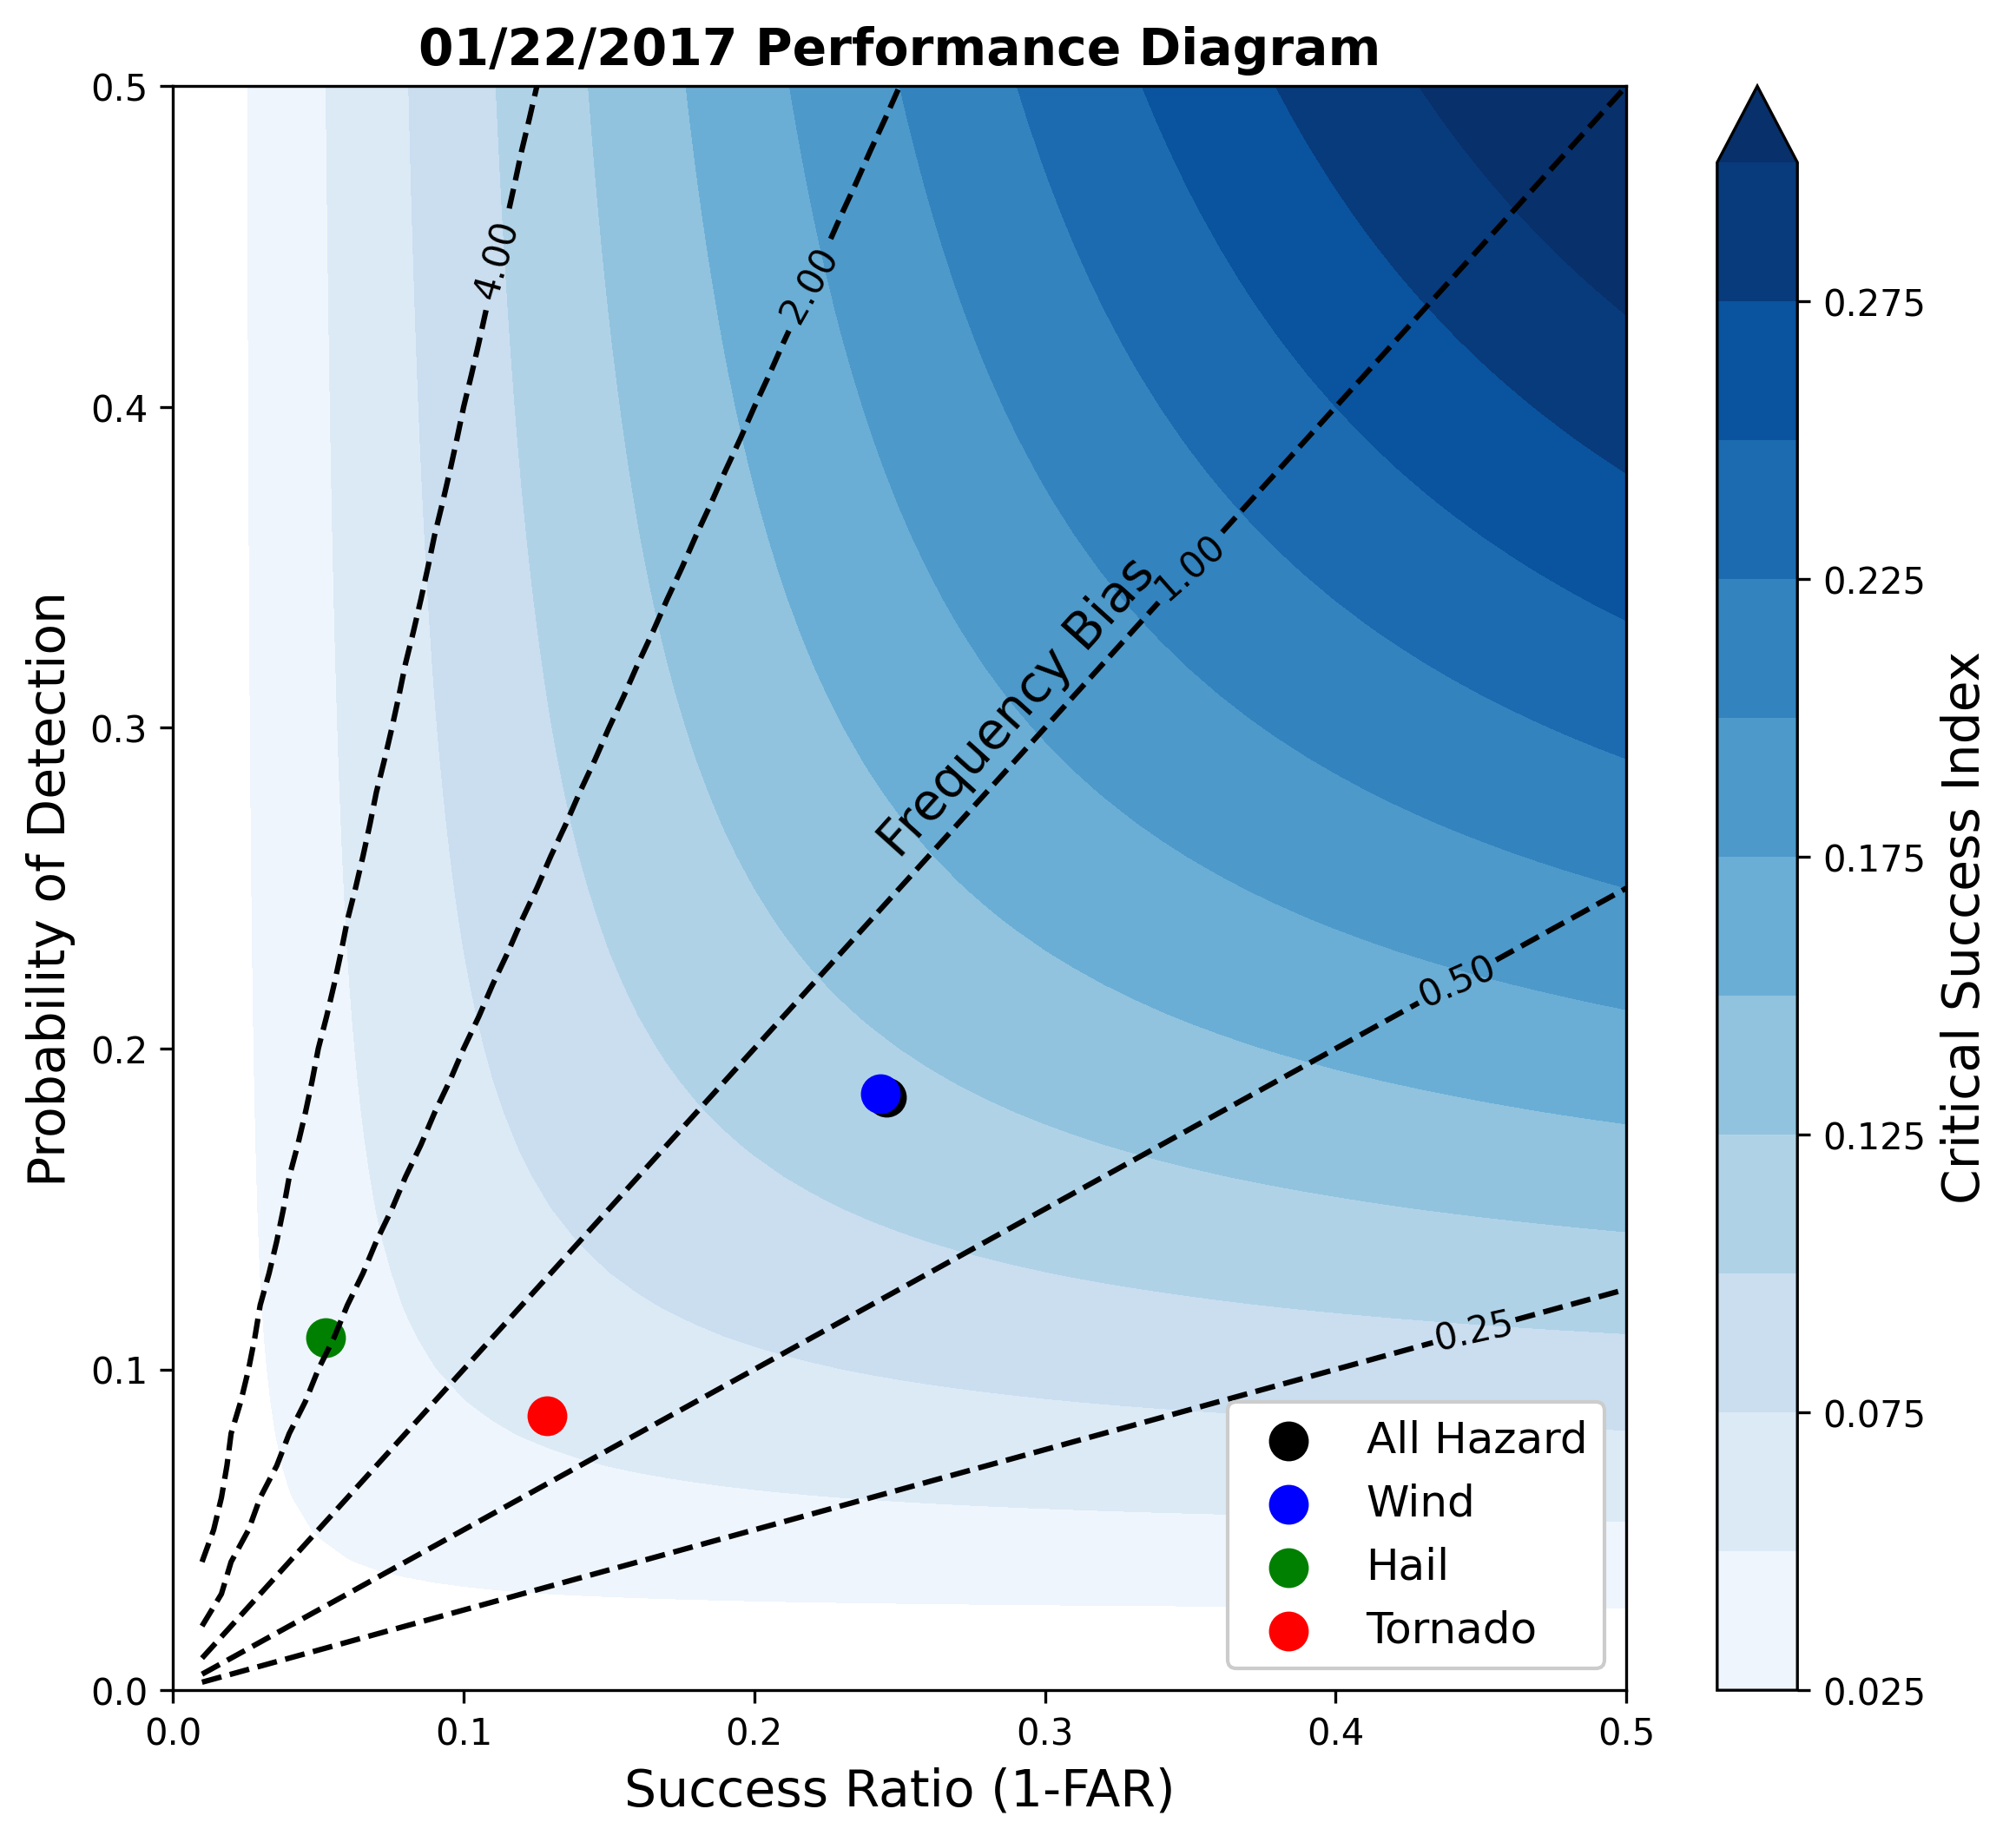 01/22/2017 Performance Diagram
0.5
0.4
0.3
0.2
0.1
0.0
Probability of Detection
4.00
2.00
1.00
Frequency Bias
0.50
0.25
All Hazard
Wind
Hail
Tornado
0.0 0.1 0.2 0.3 0.4 0.5
Success Ratio (1-FAR)
0.275
0.225
0.175
0.125
0.075
0.025
Critical Success Index